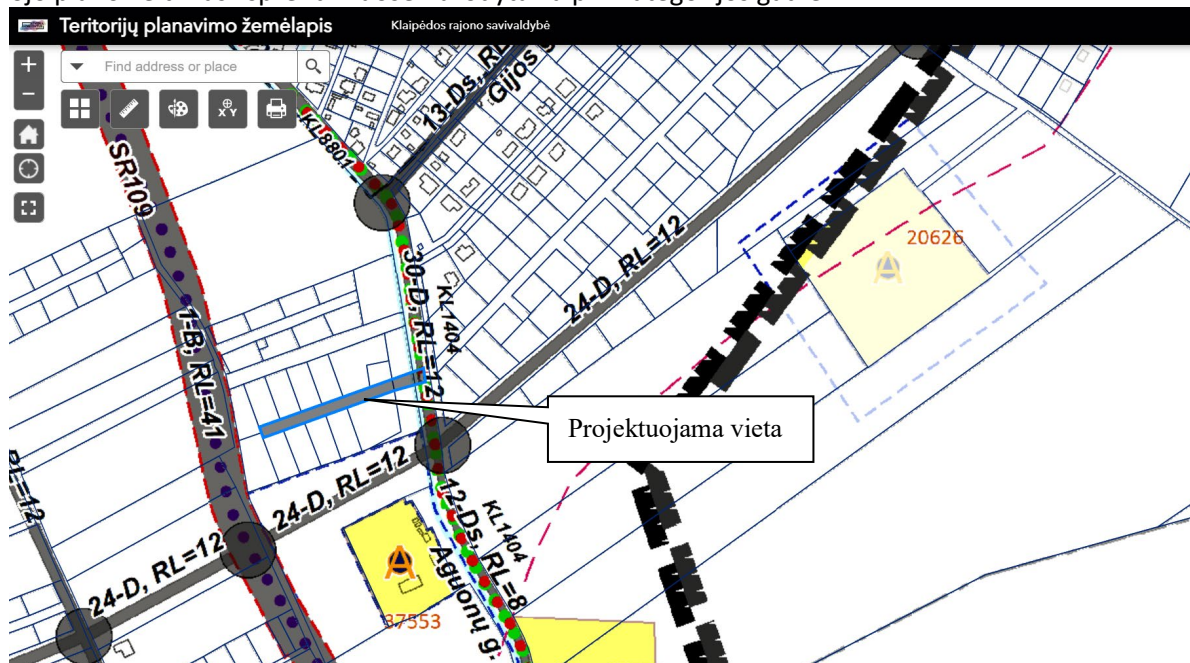 Teritorijų planavimo žemėlapis
Klaipėdos rajono savivaldybė
Find address or place
X Y
SR109
KL8801
13-Ds, RL
Gijos g
1-B, RL=41
30-D, RL=12
KL1404
24-D, RL=12
20626
A
Projektuojama vieta
RL=12
24-D, RL=12
24-D, RL=12
12-Ds, RL=8
KL1404
Aguonų g.
A
37553